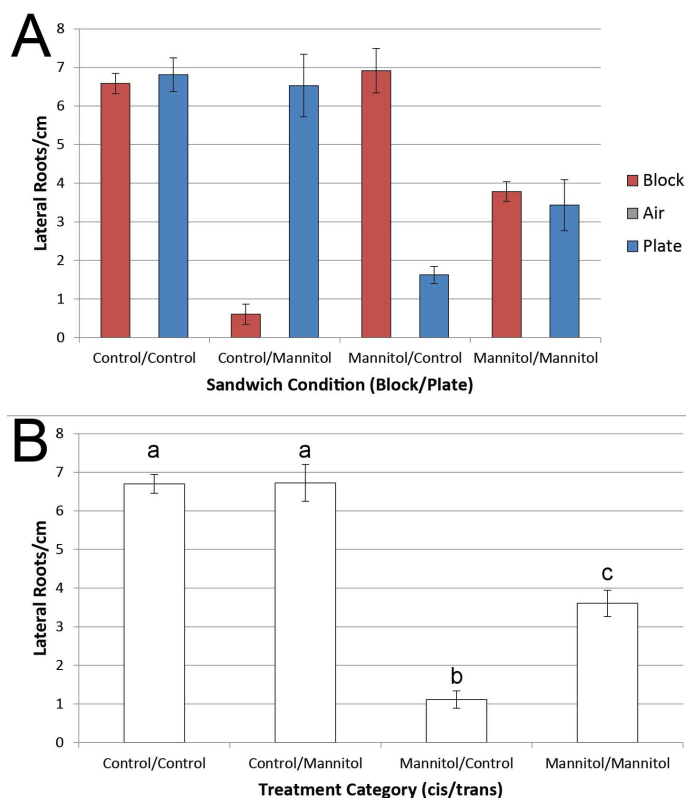 A
8
7
6
5
4
3
2
1
0
Lateral Roots/cm
Control/Control Control/Mannitol Mannitol/Control Mannitol/Mannitol
Sandwich Condition (Block/Plate)
Block
Air
Plate
B
8
7
6
5
4
3
2
1
0
Lateral Roots/cm
a a b c
Control/Control Control/Mannitol Mannitol/Control Mannitol/Mannitol
Treatment Category (cis/trans)